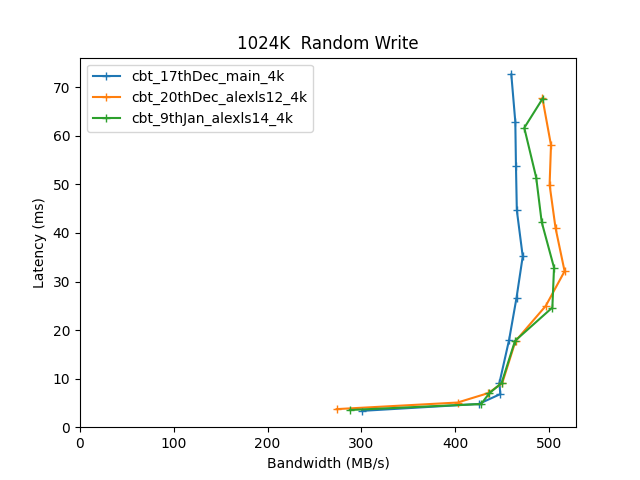 1024K  Random Write
cbt_17thDec_main_4k
cbt_20thDec_alexls12_4k
cbt_9thJan_alexls14_4k
70
60
50
40
30
20
10
0
Latency (ms)
0 100 200 300 400 500
Bandwidth (MB/s)